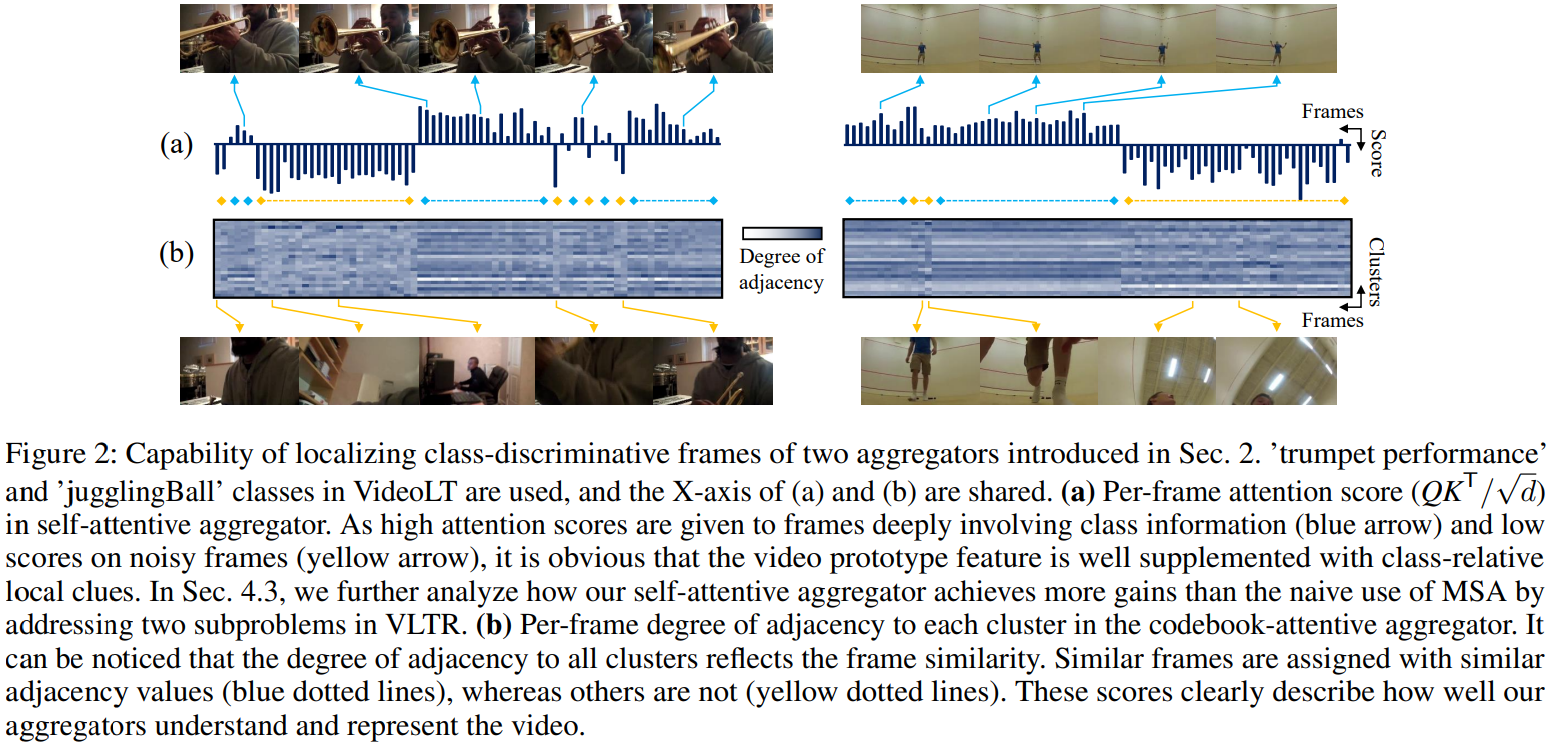 (a)
Frames
Score
(b)
Degree of
adjacency
Clusters
Frames
Figure 2: Capability of localizing class-discriminative frames of two aggregators introduced in Sec. 2. ’trumpet performance’
and ’jugglingBall’ classes in VideoLT are used, and the X-axis of (a) and (b) are shared. (a) Per-frame attention score (QK⊤/√d)
in self-attentive aggregator. As high attention scores are given to frames deeply involving class information (blue arrow) and low
scores on noisy frames (yellow arrow), it is obvious that the video prototype feature is well supplemented with class-relative
local clues. In Sec. 4.3, we further analyze how our self-attentive aggregator achieves more gains than the naive use of MSA by
addressing two subproblems in VLTR. (b) Per-frame degree of adjacency to each cluster in the codebook-attentive aggregator. It
can be noticed that the degree of adjacency to all clusters reflects the frame similarity. Similar frames are assigned with similar
adjacency values (blue dotted lines), whereas others are not (yellow dotted lines). These scores clearly describe how well our
aggregators understand and represent the video.